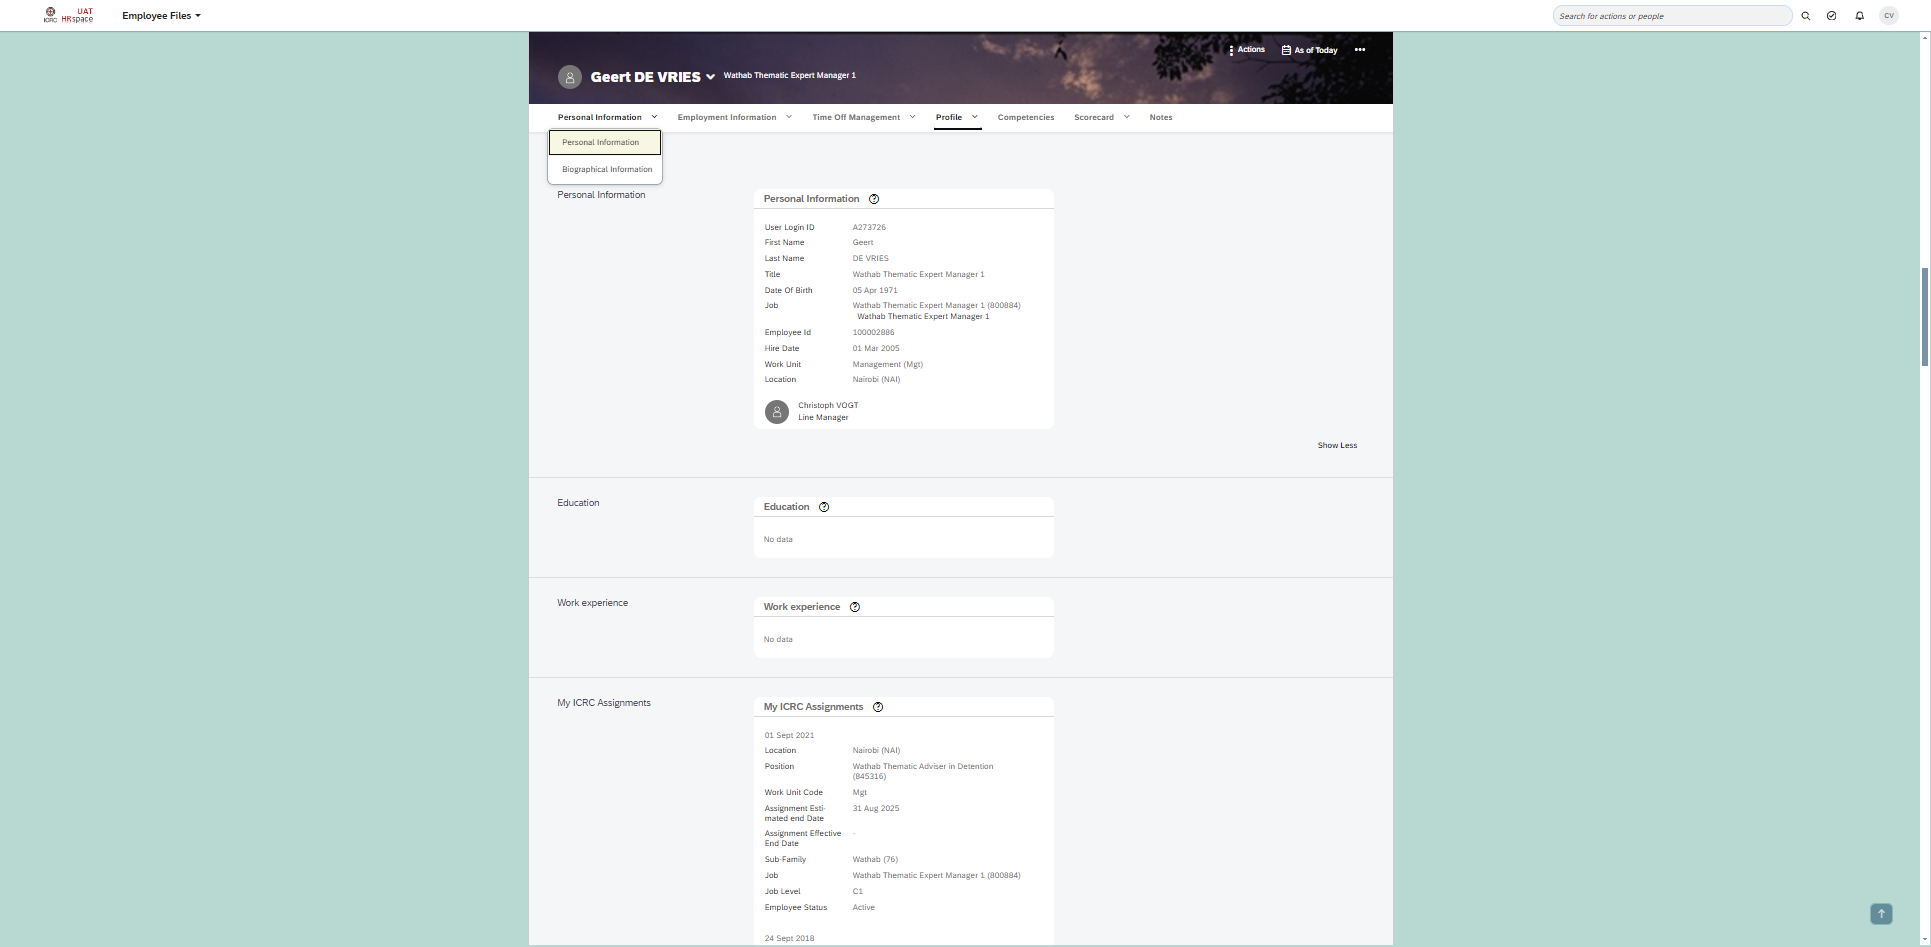 ICRC UAT HRspace
Employee Files
Search for actions or people
CV
Actions
As of Today
Geert DE VRIES
Wathab Thematic Expert Manager 1
Personal Information
Employment Information
Time Off Management
Profile
Competencies
Scorecard
Notes
Personal Information
Biographical Information
Personal Information
Personal Information
User Login ID A273726
First Name Geert
Last Name DE VRIES
Title Wathab Thematic Expert Manager 1
Date Of Birth 05 Apr 1971
Job Wathab Thematic Expert Manager 1 (800884)
Wathab Thematic Expert Manager 1
Employee Id 100002886
Hire Date 01 Mar 2005
Work Unit Management (Mgt)
Location Nairobi (NAI)
Christoph VOGT
Line Manager
Show Less
Education
Education
No data
Work experience
Work experience
No data
My ICRC Assignments
My ICRC Assignments
01 Sept 2021
Location Nairobi (NAI)
Position Wathab Thematic Adviser in Detention
(845316)
Work Unit Code Mgt
Assignment Esti- 31 Aug 2025
mated end Date
Assignment Effective -
End Date
Sub-Family Wathab (76)
Job Wathab Thematic Expert Manager 1 (800884)
Job Level C1
Employee Status Active
24 Sept 2018